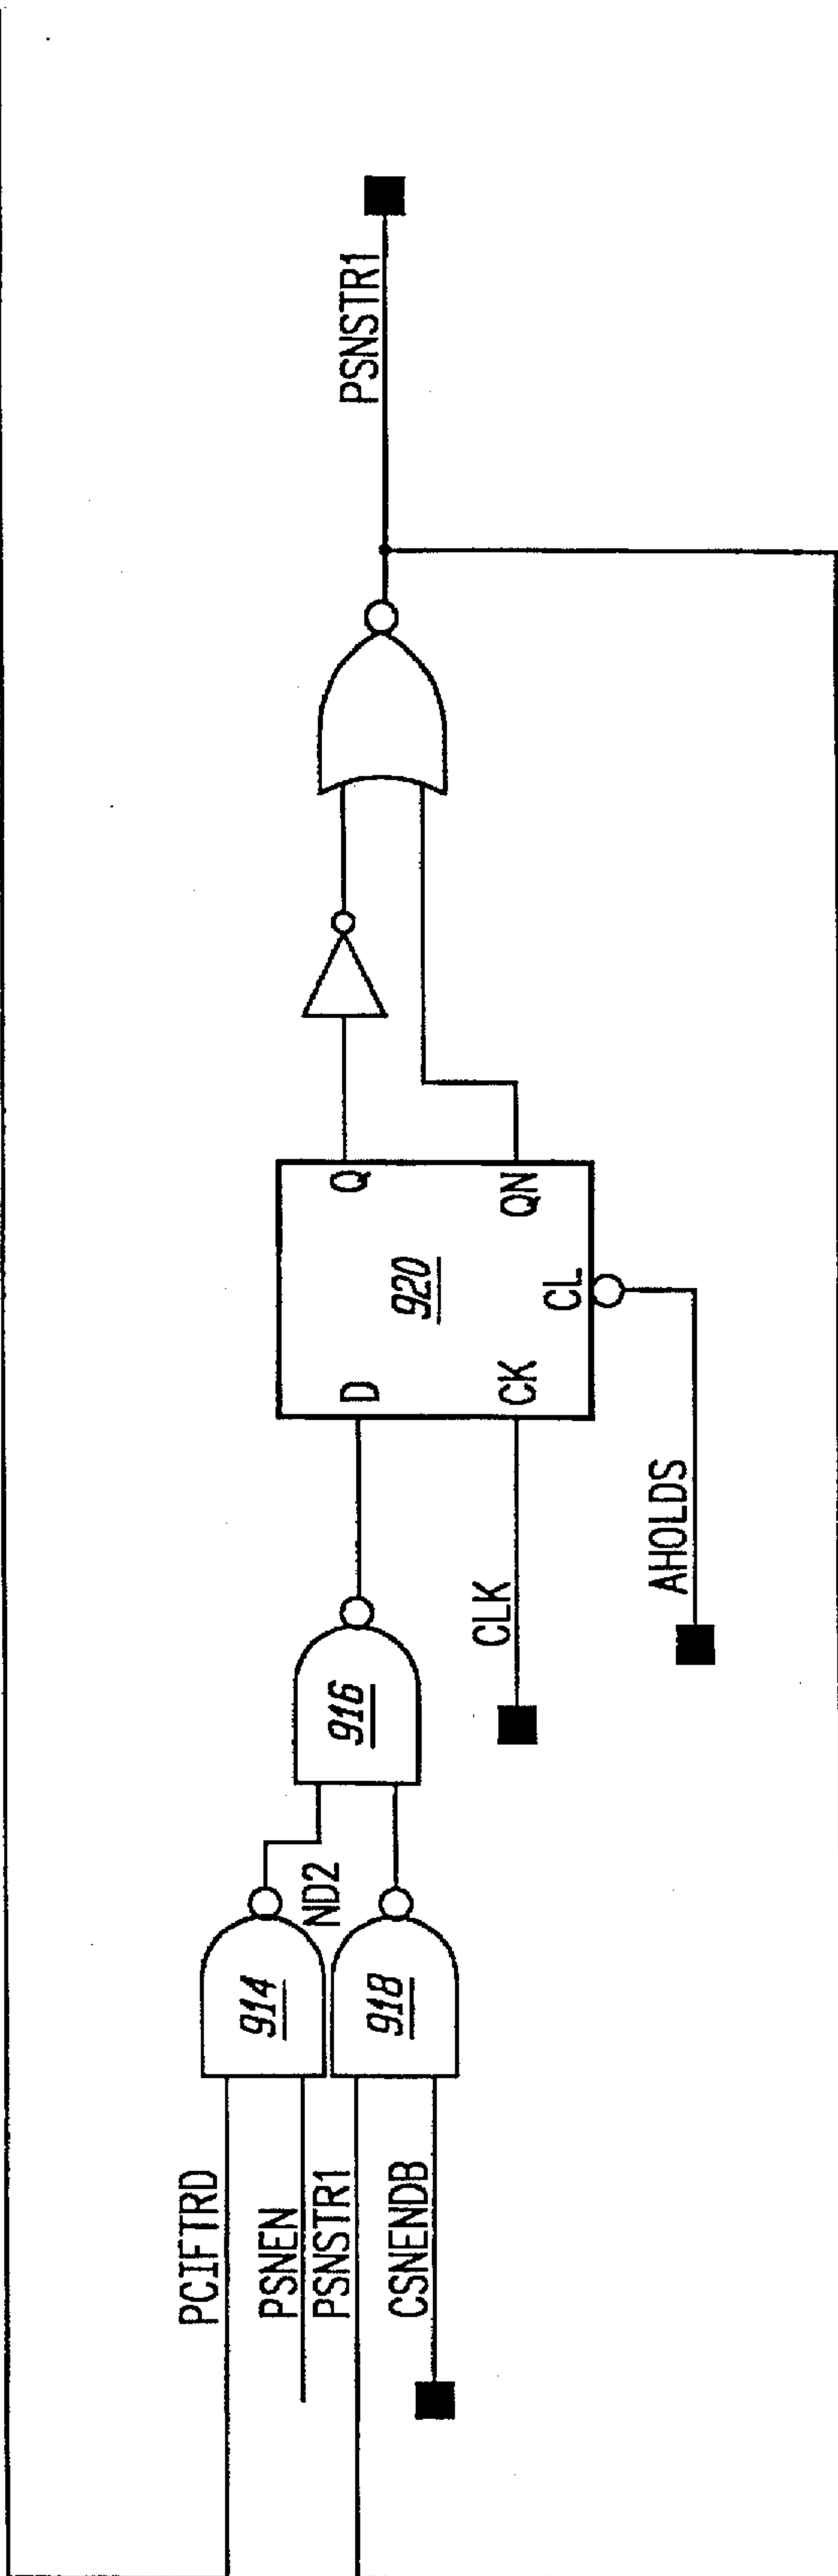 PCIFTRD
PSNEN
PSNSTR1
CSNENDB
914
918
ND2
916
CLK
AHOLDS
D
CK
CL
920
Q
QN
PSNSTR1